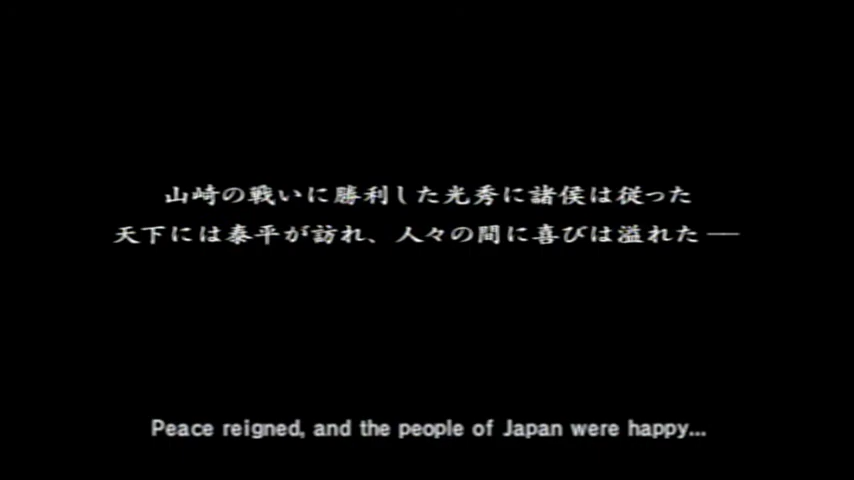 山崎の戦いに勝利した光秀に諸侯は従った
天下には泰平が訪れ、人々の間に喜びは溢れた ──
Peace reigned, and the people of Japan were happy...